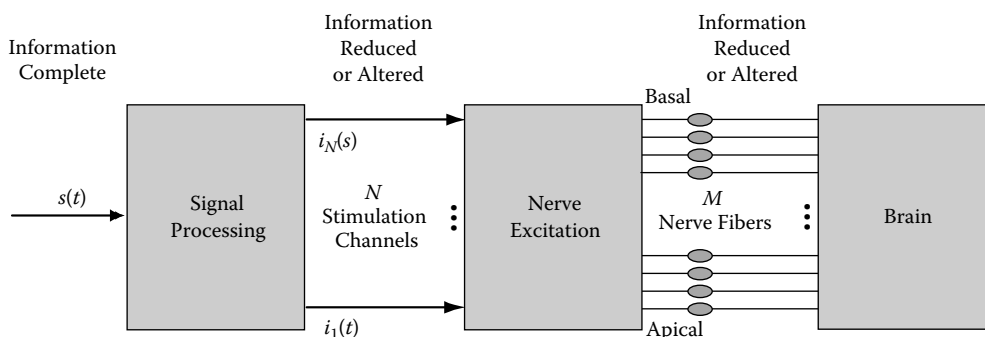 Information
Complete
Information
Reduced
or Altered
Information
Reduced
or Altered
s(t)
Signal
Processing
i_N(s)
N
Stimulation
Channels
i_1(t)
Nerve
Excitation
Basal
M
Nerve Fibers
Apical
Brain